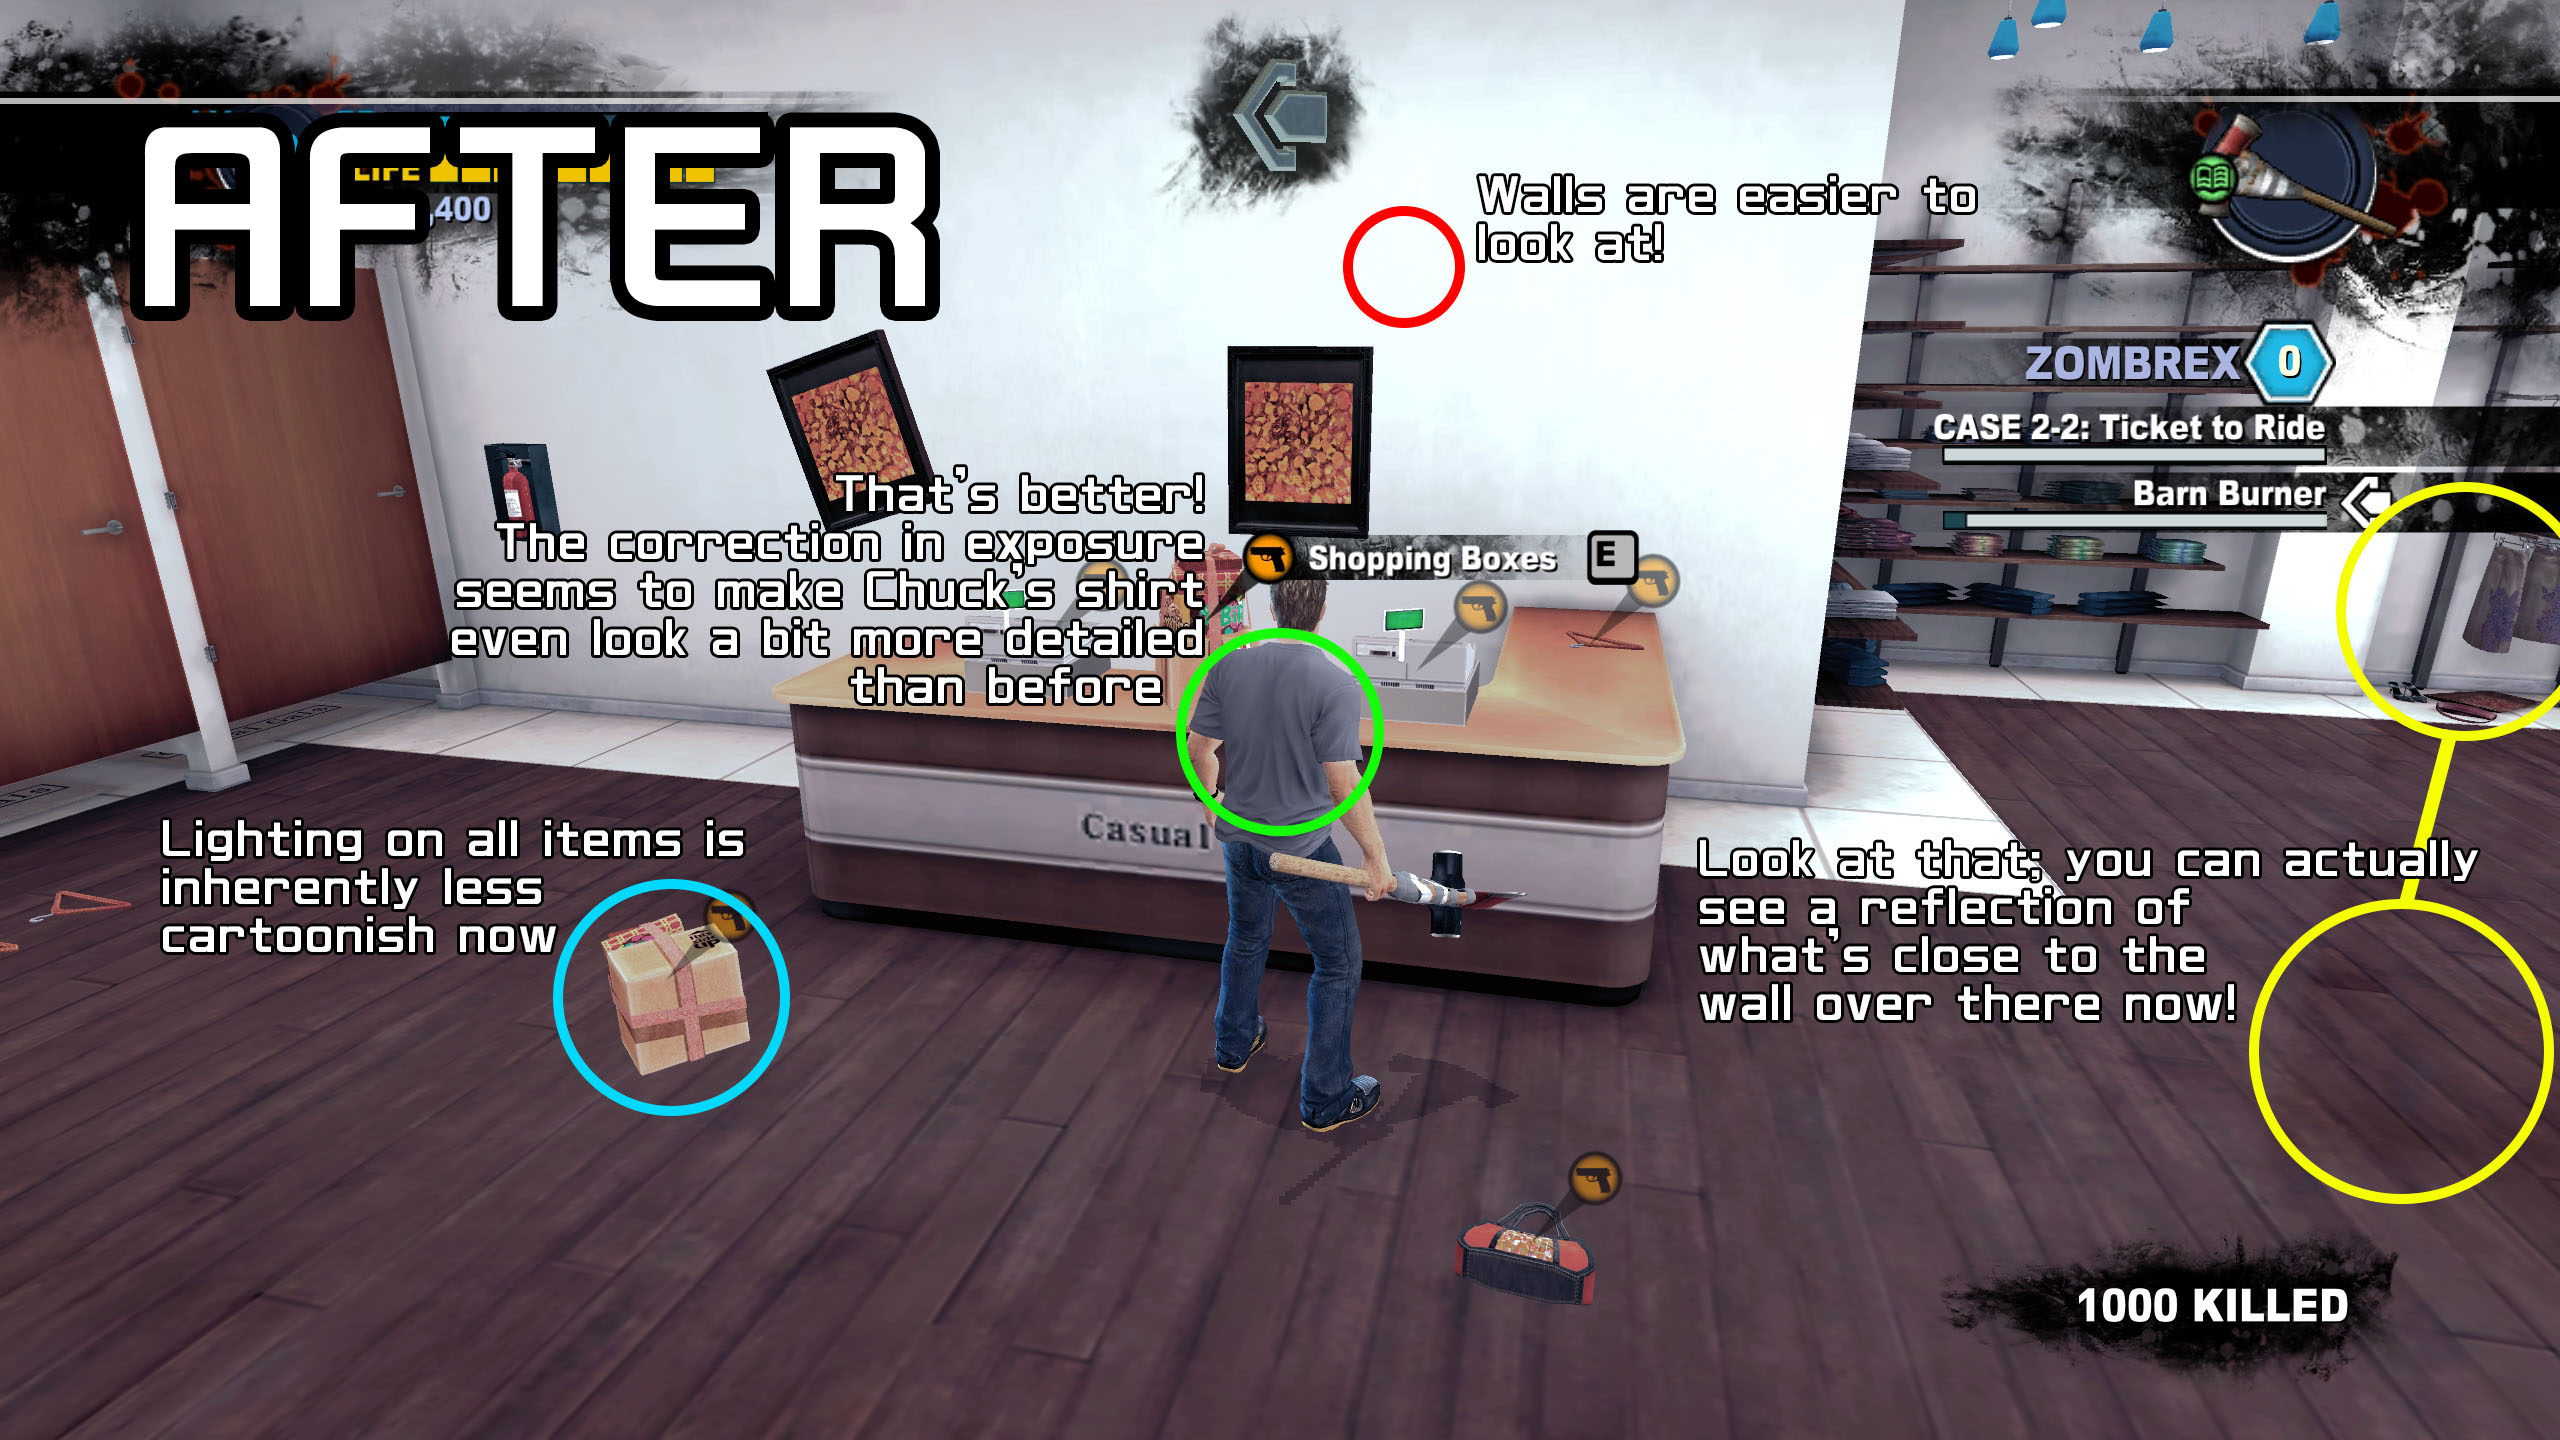 AFTER
LIFE
,400
Walls are easier to
look at!
ZOMBREX 0
CASE 2-2: Ticket to Ride
Barn Burner
That's better!
The correction in exposure
seems to make Chuck's shirt
even look a bit more detailed
than before
Shopping Boxes E
Casual
Lighting on all items is
inherently less
cartoonish now
Look at that; you can actually
see a reflection of
what's close to the
wall over there now!
1000 KILLED